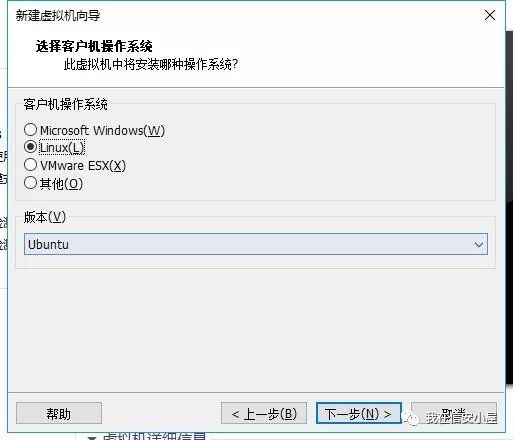 新建虚拟机向导
选择客户机操作系统
此虚拟机中将安装哪种操作系统?
客户机操作系统
Microsoft Windows(W)
Linux(L)
VMware ESX(X)
其他(O)
版本(V)
Ubuntu
帮助
< 上一步(B)
下一步(N) >
取消
我在信安小屋
虚拟机详细信息